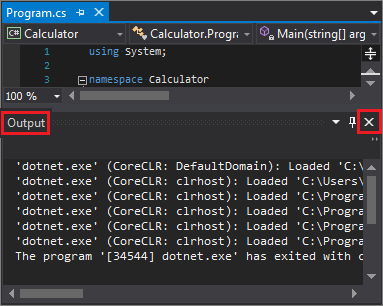 Program.cs
C# Calculator Calculator.Progra Main(string[] arg
1 using System;
2
3 namespace Calculator
100 %
Output
'dotnet.exe' (CoreCLR: DefaultDomain): Loaded 'C:\
'dotnet.exe' (CoreCLR: clrhost): Loaded 'C:\Users\
'dotnet.exe' (CoreCLR: clrhost): Loaded 'C:\Progra
'dotnet.exe' (CoreCLR: clrhost): Loaded 'C:\Progra
'dotnet.exe' (CoreCLR: clrhost): Loaded 'C:\Progra
'dotnet.exe' (CoreCLR: clrhost): Loaded 'C:\Progra
The program '[34544] dotnet.exe' has exited with c